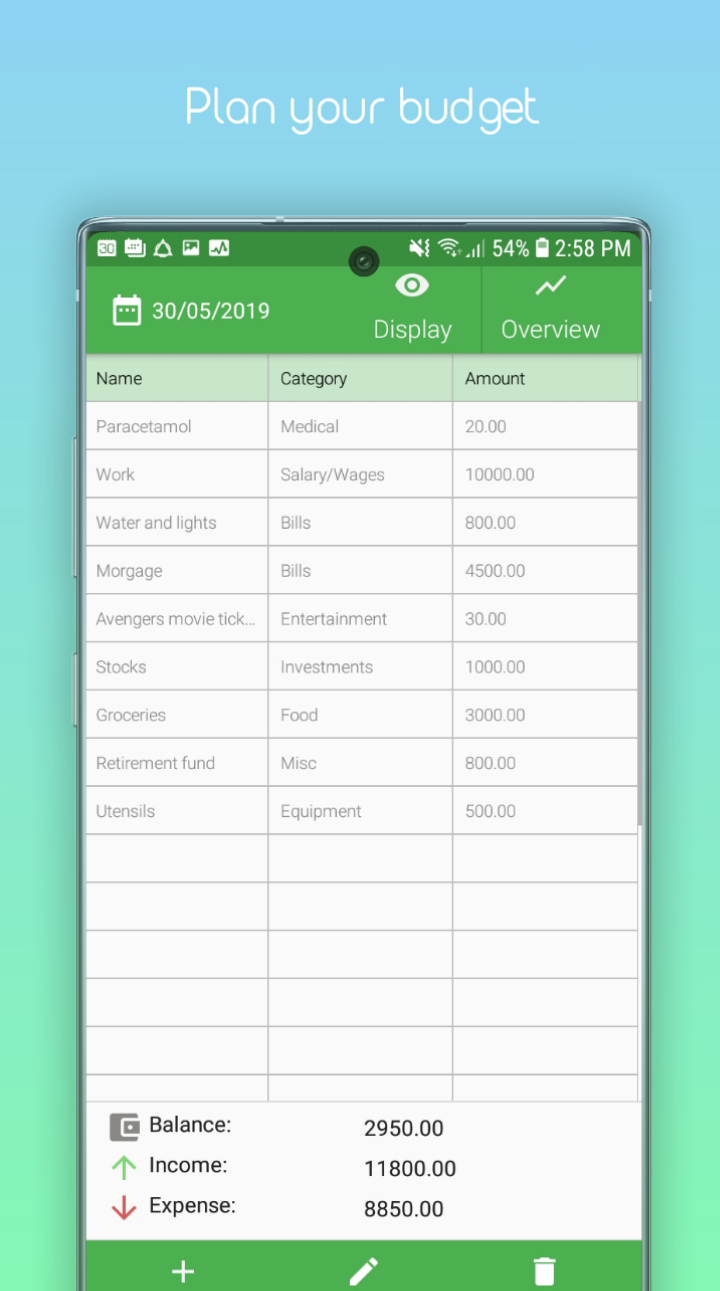 Plan your budget
30 54% 2:58 PM
30/05/2019 Display Overview
Name Category Amount
Paracetamol Medical 20.00
Work Salary/Wages 10000.00
Water and lights Bills 800.00
Morgage Bills 4500.00
Avengers movie tick... Entertainment 30.00
Stocks Investments 1000.00
Groceries Food 3000.00
Retirement fund Misc 800.00
Utensils Equipment 500.00
Balance: 2950.00
Income: 11800.00
Expense: 8850.00